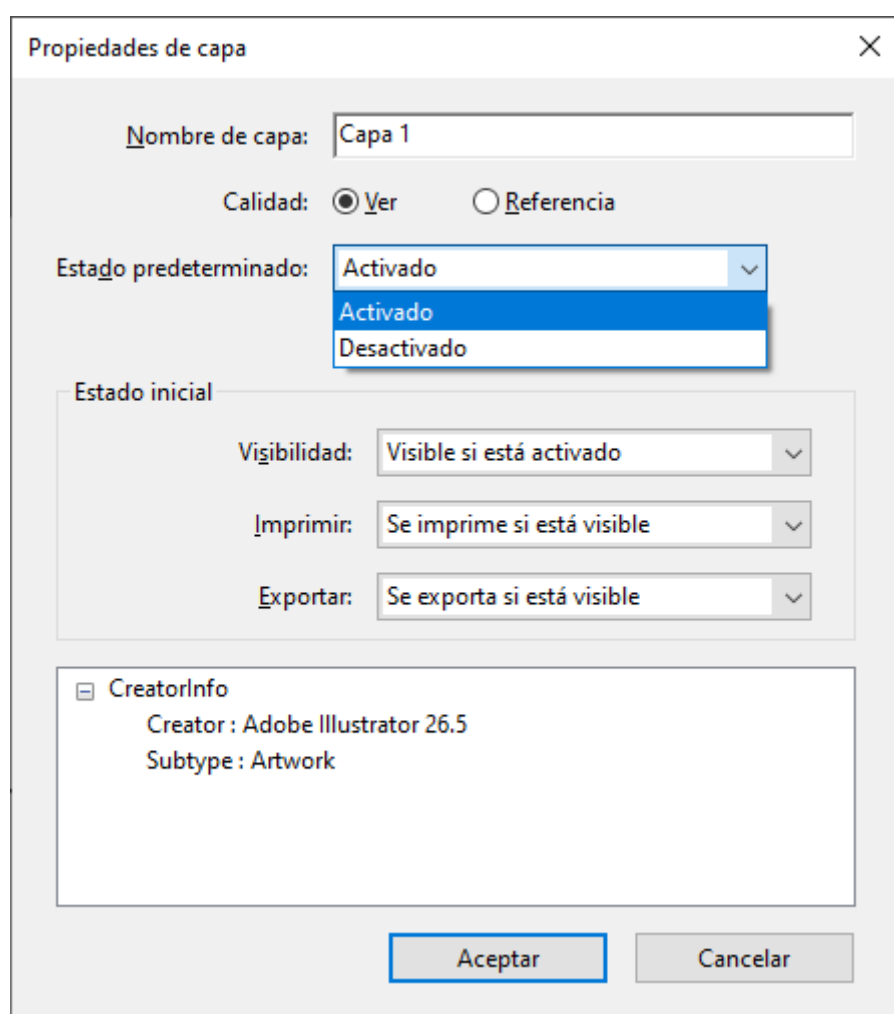 Propiedades de capa
Nombre de capa: Capa 1
Calidad: Ver Referencia
Estado predeterminado: Activado
Activado
Desactivado
Estado inicial
Visibilidad: Visible si está activado
Imprimir: Se imprime si está visible
Exportar: Se exporta si está visible
CreatorInfo
Creator : Adobe Illustrator 26.5
Subtype : Artwork
Aceptar Cancelar